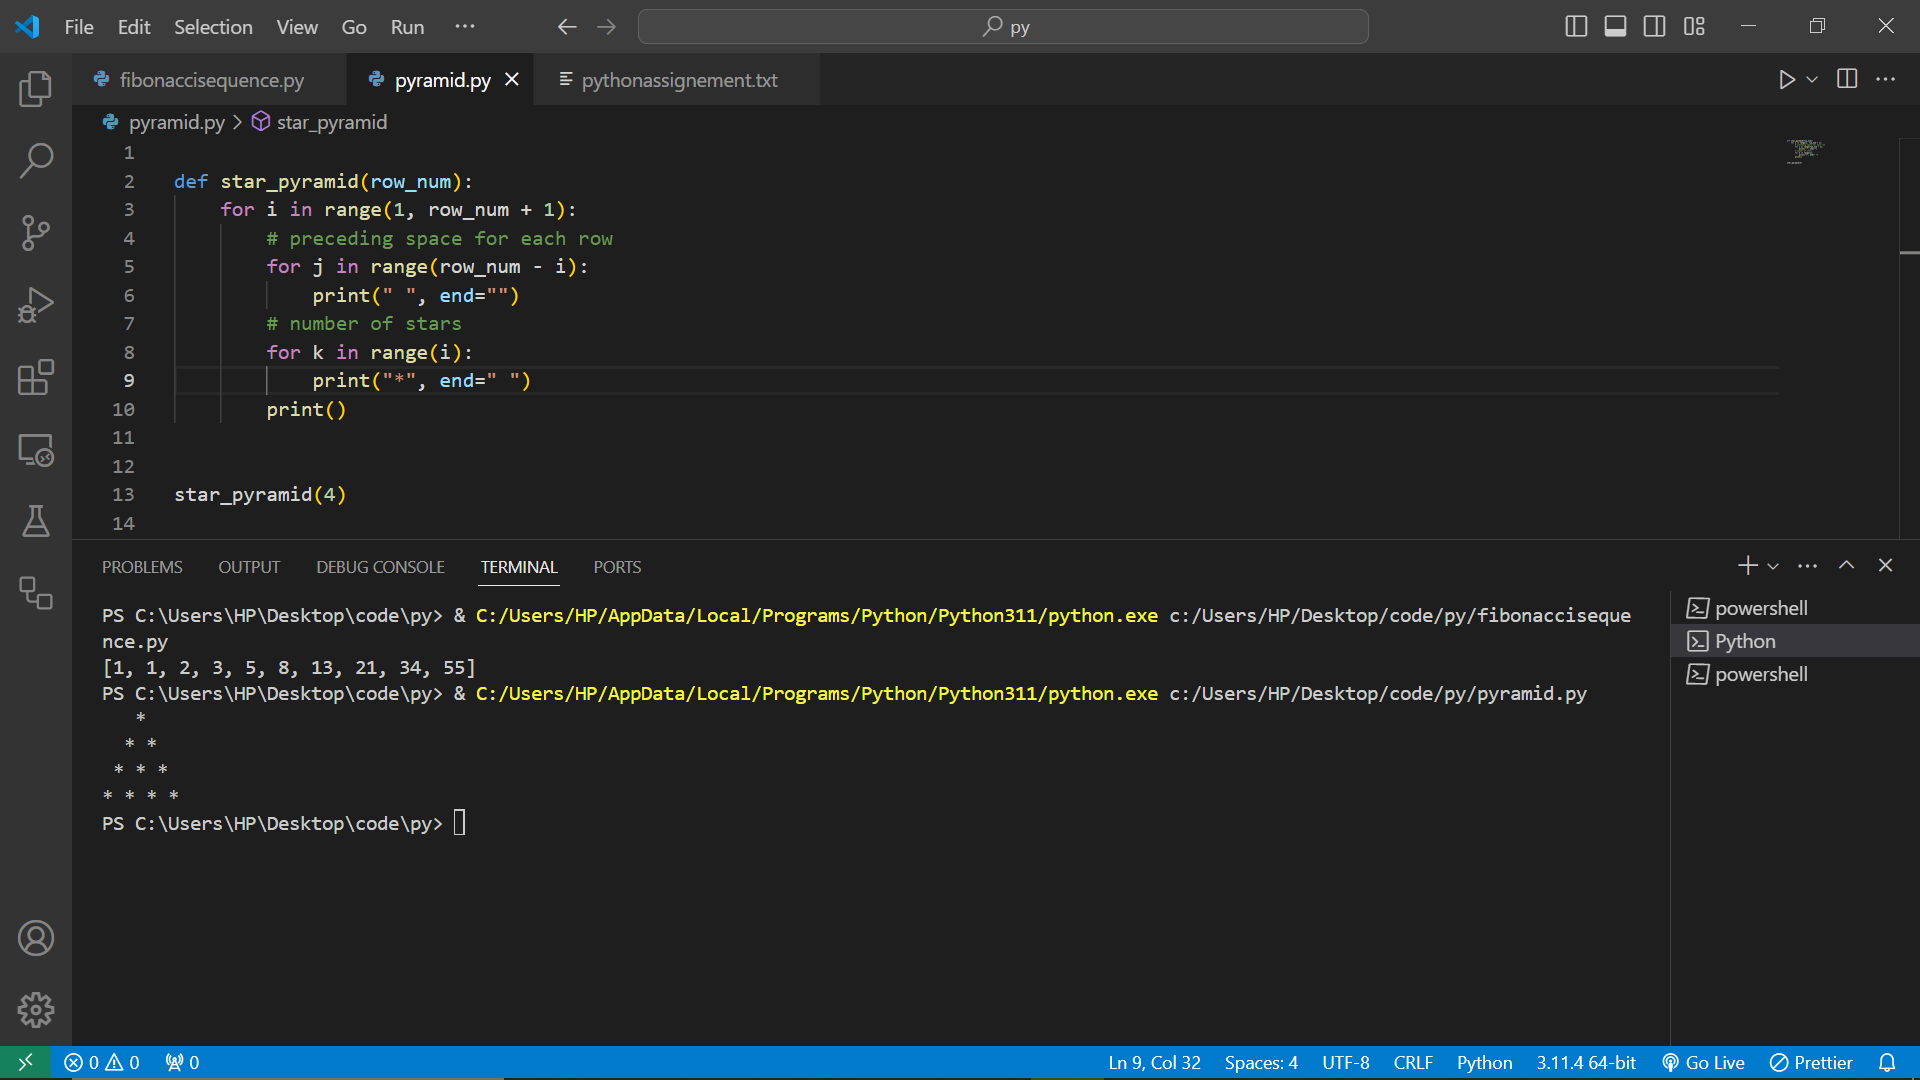 File Edit Selection View Go Run ··· py
fibonaccisequence.py pyramid.py pythonassignement.txt
pyramid.py > star_pyramid
1
2 def star_pyramid(row_num):
3     for i in range(1, row_num + 1):
4         # preceding space for each row
5         for j in range(row_num - i):
6             print(" ", end="")
7         # number of stars
8         for k in range(i):
9             print("*", end=" ")
10         print()
11
12
13 star_pyramid(4)
14
PROBLEMS OUTPUT DEBUG CONSOLE TERMINAL PORTS
PS C:\Users\HP\Desktop\code\py> & C:/Users/HP/AppData/Local/Programs/Python/Python311/python.exe c:/Users/HP/Desktop/code/py/fibonacciseque
nce.py
[1, 1, 2, 3, 5, 8, 13, 21, 34, 55]
PS C:\Users\HP\Desktop\code\py> & C:/Users/HP/AppData/Local/Programs/Python/Python311/python.exe c:/Users/HP/Desktop/code/py/pyramid.py
   *
  * *
 * * *
* * * *
PS C:\Users\HP\Desktop\code\py>
powershell
Python
powershell
0 0 0 Ln 9, Col 32 Spaces: 4 UTF-8 CRLF Python 3.11.4 64-bit Go Live Prettier